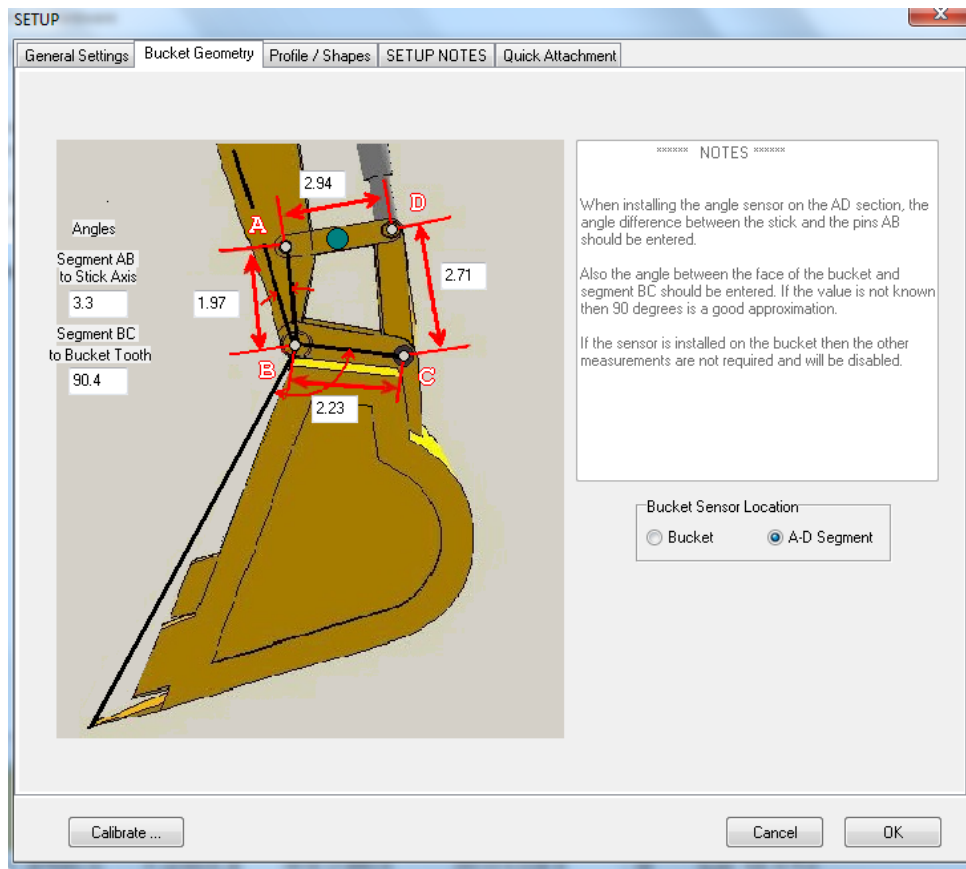 SETUP
X
General Settings
Bucket Geometry
Profile / Shapes
SETUP NOTES
Quick Attachment
2.94
D
A
Angles
Segment AB
to Stick Axis
3.3
1.97
2.71
Segment BC
to Bucket Tooth
90.4
B
C
2.23
****** NOTES ******
When installing the angle sensor on the AD section, the
angle difference between the stick and the pins AB
should be entered.
Also the angle between the face of the bucket and
segment BC should be entered. If the value is not known
then 90 degrees is a good approximation.
If the sensor is installed on the bucket then the other
measurements are not required and will be disabled.
Bucket Sensor Location
Bucket
A-D Segment
Calibrate ...
Cancel
OK